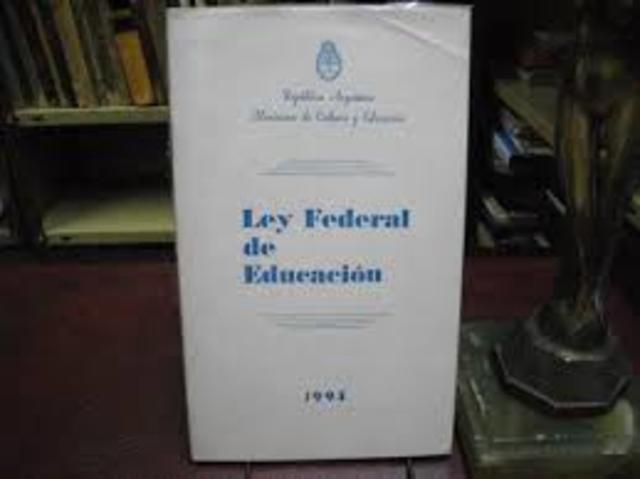 República Argentina
Ministerio de Cultura y Educación
Ley Federal
de
Educación